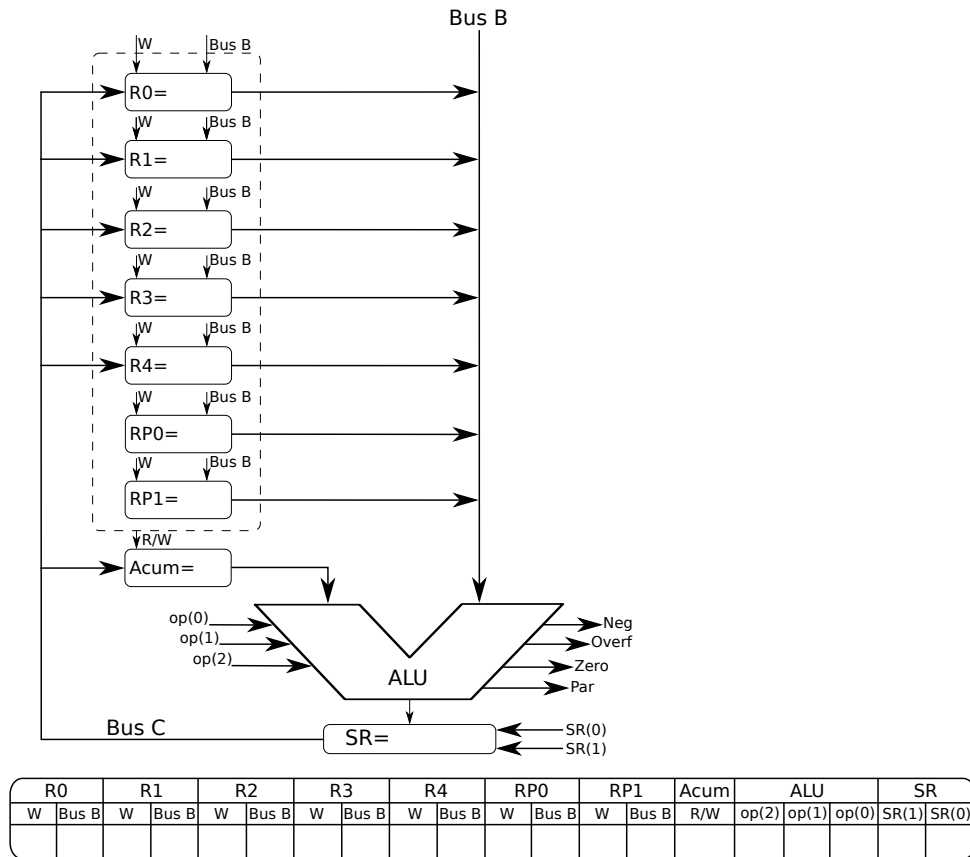 Bus B
W Bus B
R0=
W Bus B
R1=
W Bus B
R2=
W Bus B
R3=
W Bus B
R4=
W Bus B
RP0=
W Bus B
RP1=
R/W
Acum=
op(0)
op(1)
op(2)
ALU
Neg
Overf
Zero
Par
Bus C
SR=
SR(0)
SR(1)
R0 R1 R2 R3 R4 RP0 RP1 Acum ALU SR
W Bus B W Bus B W Bus B W Bus B W Bus B W Bus B W Bus B R/W op(2) op(1) op(0) SR(1) SR(0)